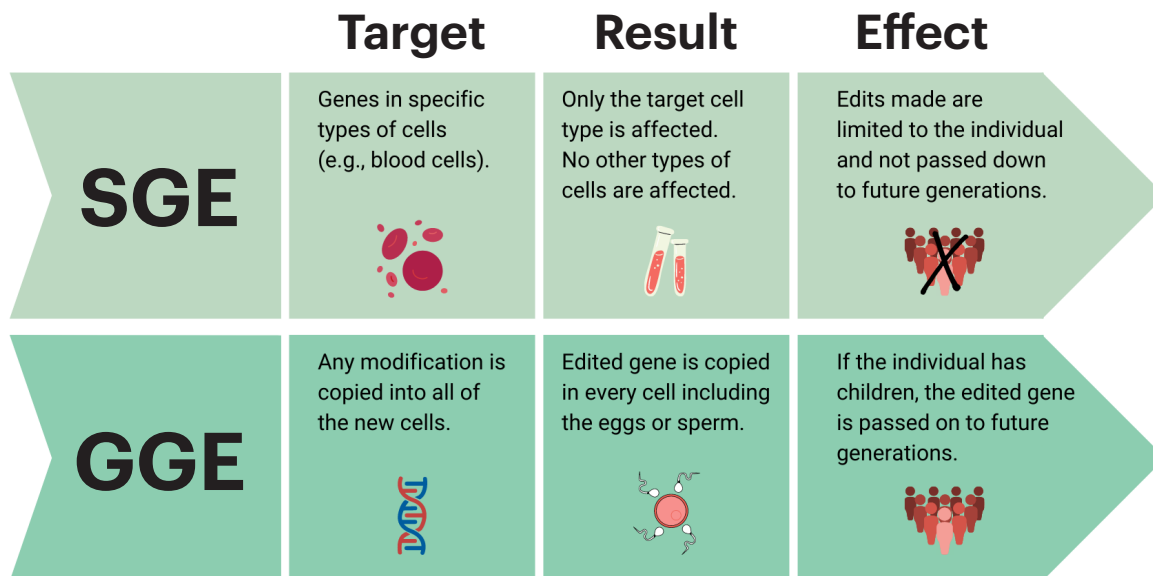 Target
Result
Effect
SGE
Genes in specific
types of cells
(e.g., blood cells).
Only the target cell
type is affected.
No other types of
cells are affected.
Edits made are
limited to the individual
and not passed down
to future generations.
GGE
Any modification is
copied into all of
the new cells.
Edited gene is copied
in every cell including
the eggs or sperm.
If the individual has
children, the edited gene
is passed on to future
generations.